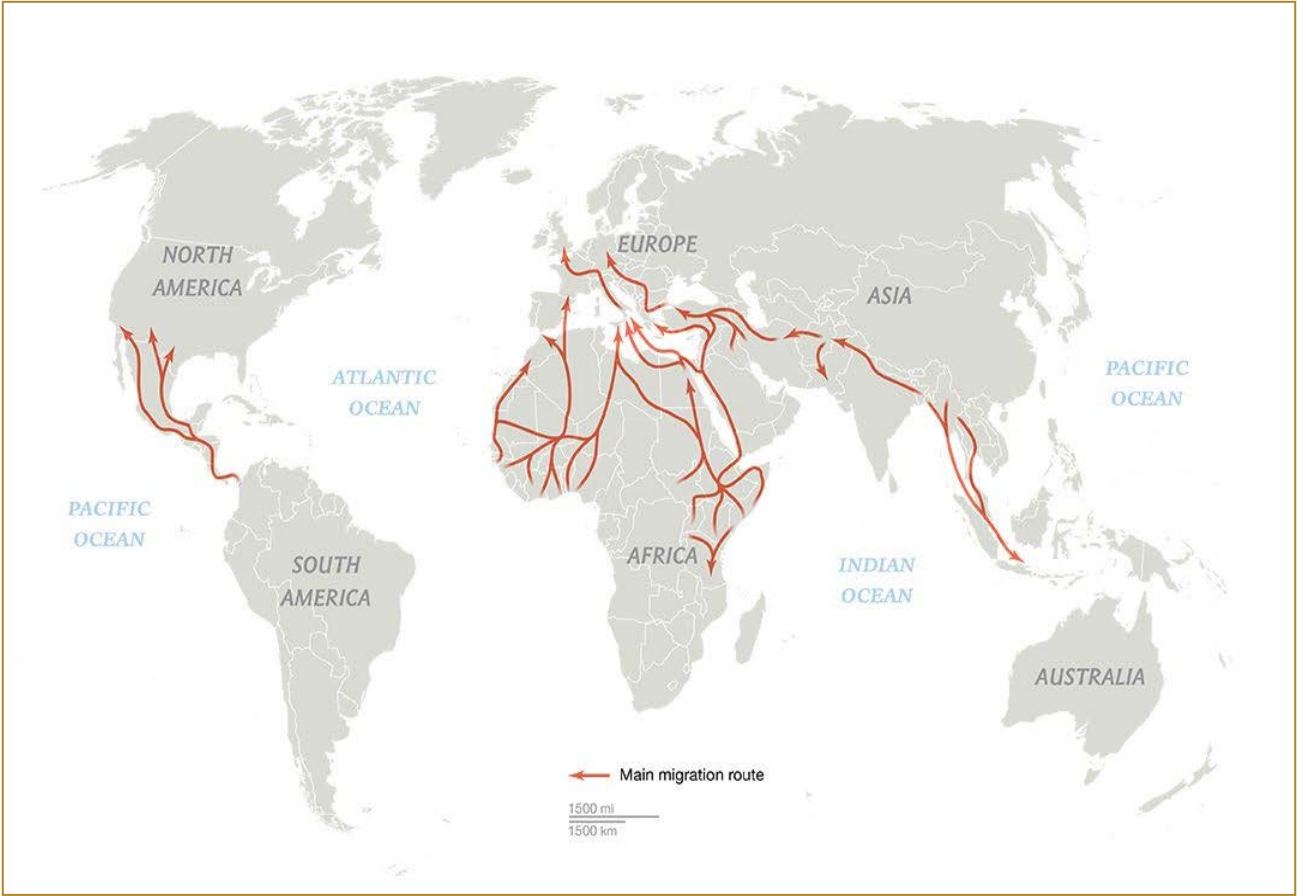 NORTH
AMERICA
EUROPE
ASIA
ATLANTIC
OCEAN
PACIFIC
OCEAN
PACIFIC
OCEAN
SOUTH
AMERICA
AFRICA
INDIAN
OCEAN
AUSTRALIA
Main migration route
1500 mi
1500 km